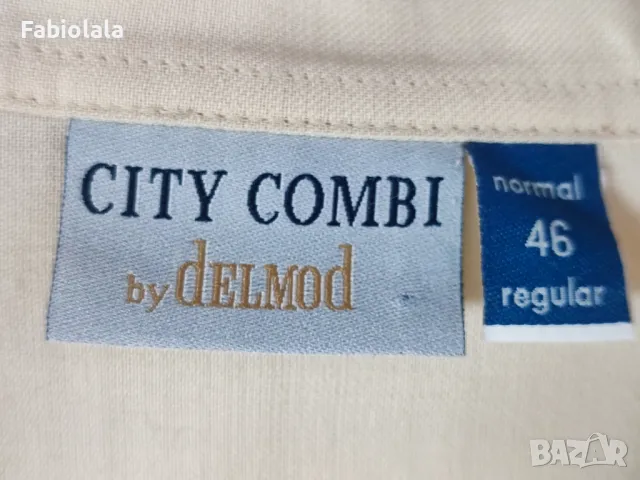 Fabiolala
CITY COMBI
by dELMOd
normal
46
regular
BAZAR